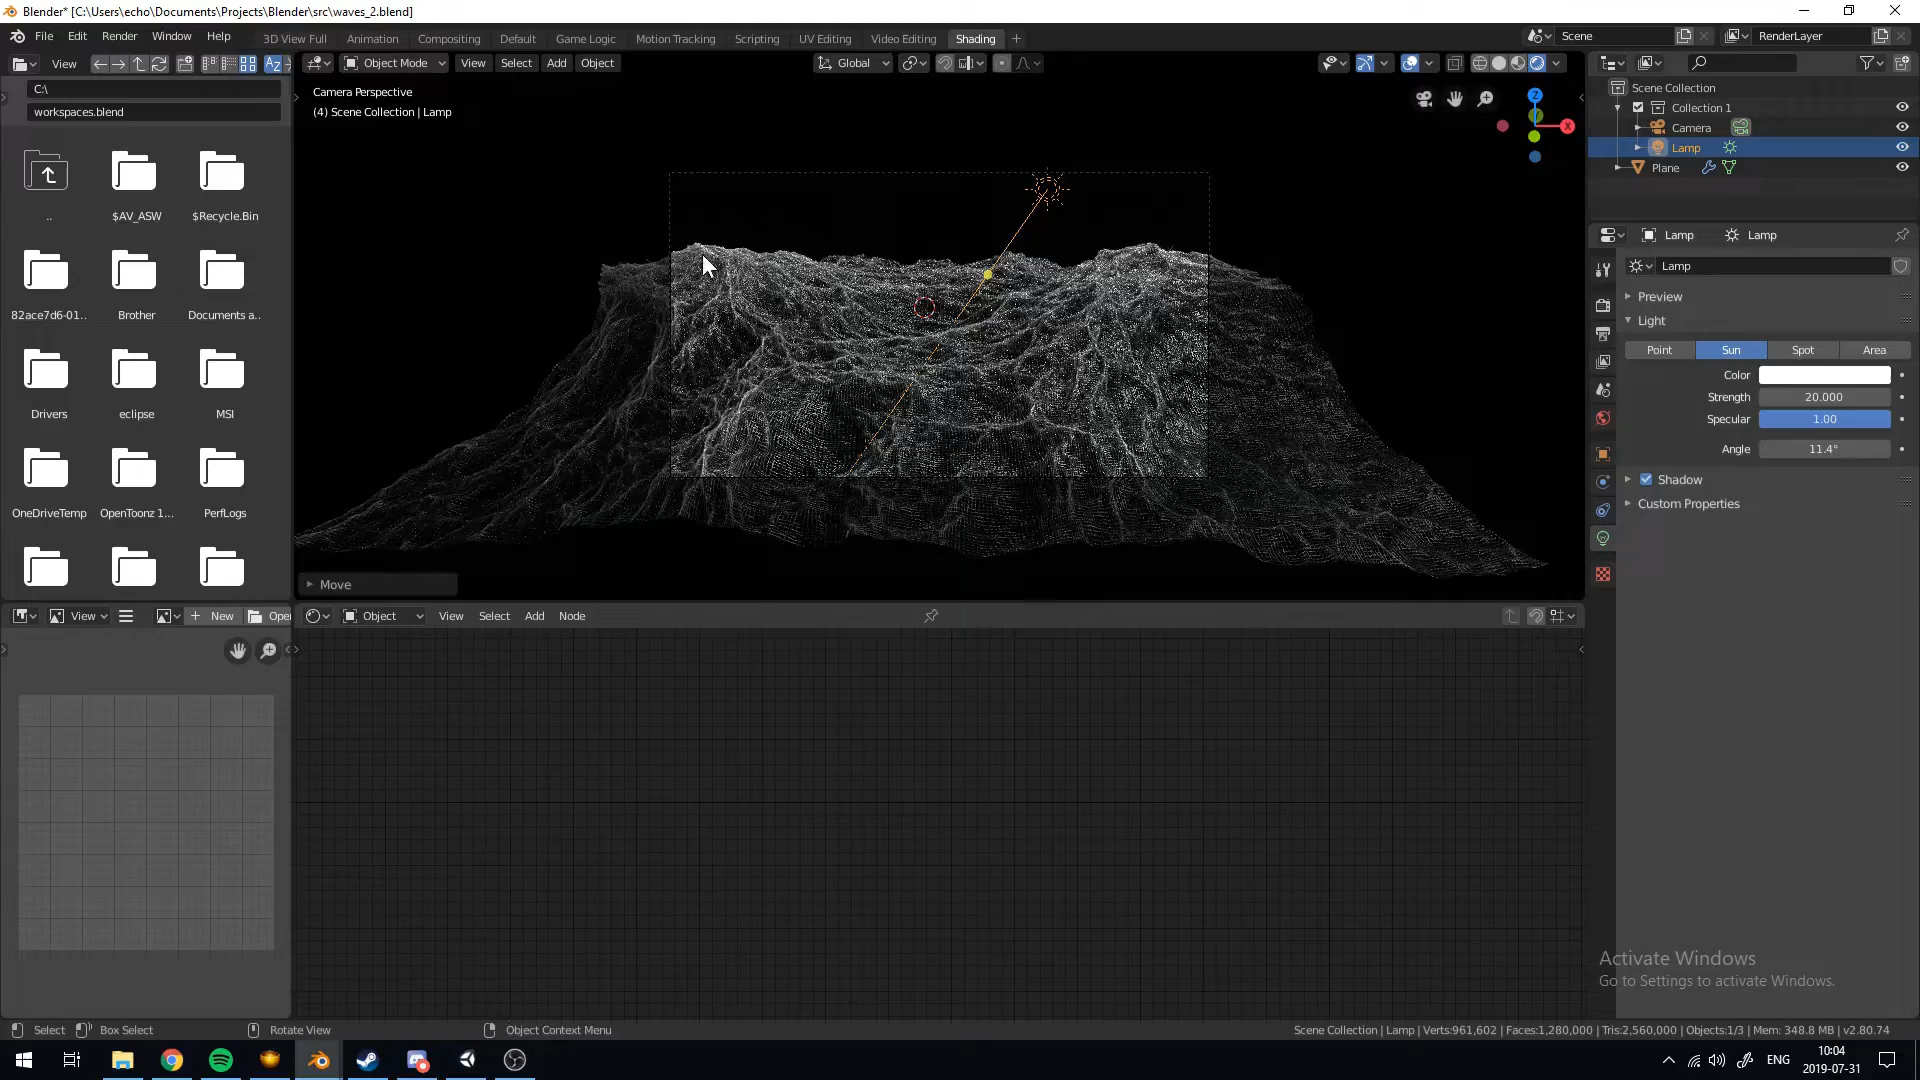 Blender* [C:\Users\echo\Documents\Projects\Blender\src\waves_2.blend]
File Edit Render Window Help
3D View Full Animation Compositing Default Game Logic Motion Tracking Scripting UV Editing Video Editing Shading +
Scene
RenderLayer
View
Object Mode View Select Add Object
Global
C:\
workspaces.blend
..
$AV_ASW
$Recycle.Bin
82ace7d6-01..
Brother
Documents a..
Drivers
eclipse
MSI
OneDriveTemp
OpenToonz 1...
PerfLogs
Camera Perspective
(4) Scene Collection | Lamp
Z
X
Move
Scene Collection
Collection 1
Camera
Lamp
Plane
Lamp Lamp
Lamp
Preview
Light
Point Sun Spot Area
Color
Strength 20.000
Specular 1.00
Angle 11.4°
Shadow
Custom Properties
View + New Open
Object View Select Add Node
Activate Windows
Go to Settings to activate Windows.
Select Box Select Rotate View Object Context Menu
Scene Collection | Lamp | Verts:961,602 | Faces:1,280,000 | Tris:2,560,000 | Objects:1/3 | Mem: 348.8 MB | v2.80.74
ENG
10:04
2019-07-31